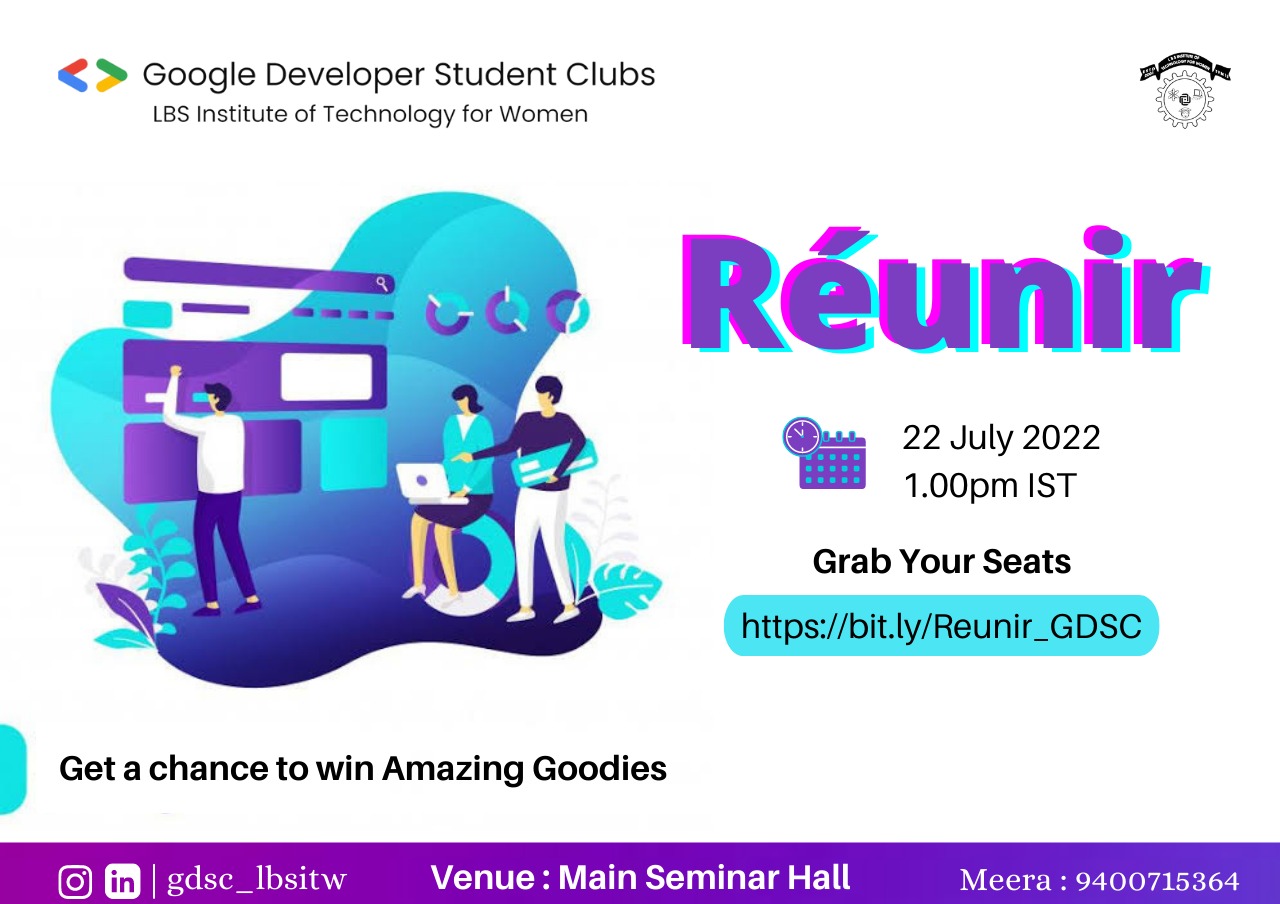 Google Developer Student Clubs
LBS Institute of Technology for Women
Réunir
22 July 2022
1.00pm IST
Grab Your Seats
https://bit.ly/Reunir_GDSC
Get a chance to win Amazing Goodies
in | gdsc_lbsitw
Venue : Main Seminar Hall
Meera : 9400715364